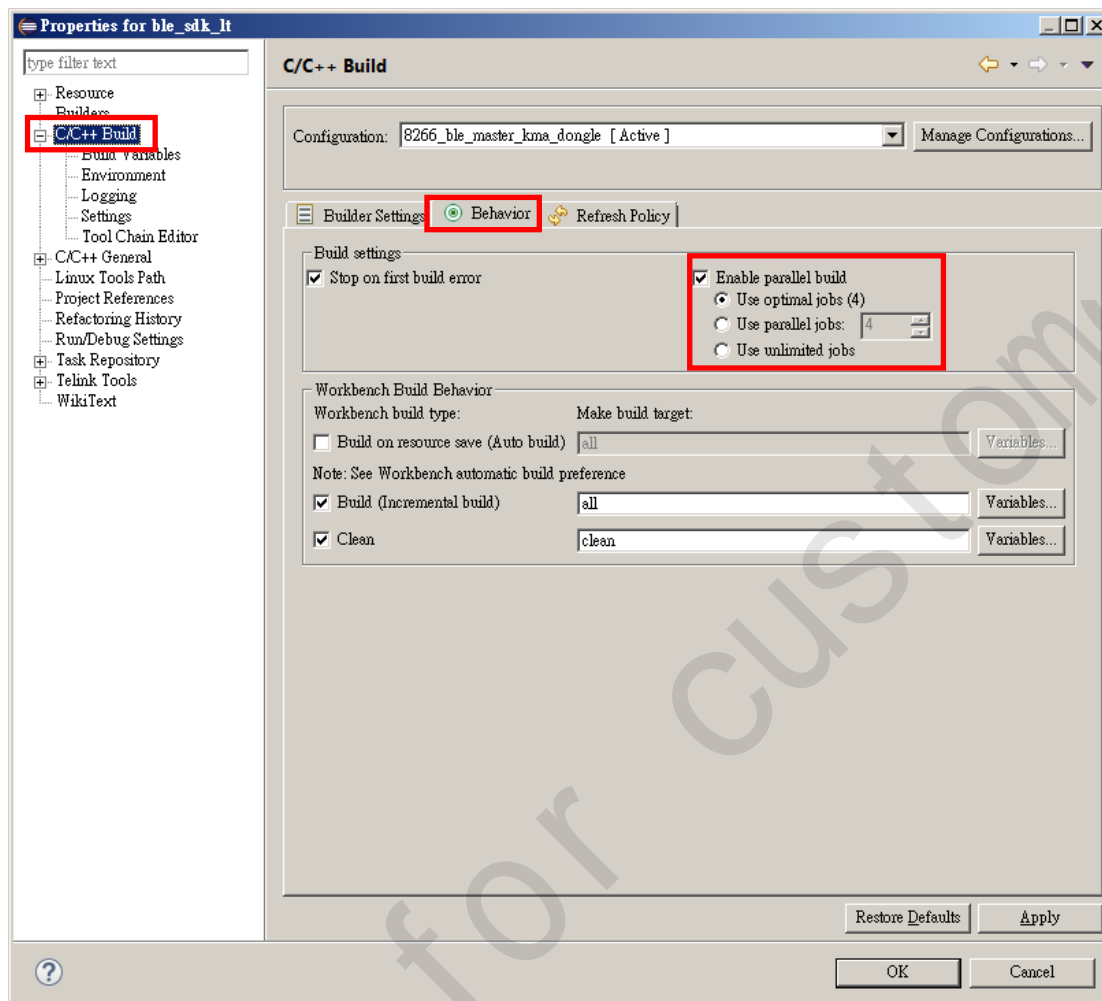 Properties for ble_sdk_lt
type filter text
C/C++ Build
Resource
Builders
C/C++ Build
Build Variables
Environment
Logging
Settings
Tool Chain Editor
C/C++ General
Linux Tools Path
Project References
Refactoring History
Run/Debug Settings
Task Repository
Telink Tools
WikiText
Configuration: 8266_ble_master_kma_dongle [ Active ] Manage Configurations...
Builder Settings Behavior Refresh Policy
Build settings
Stop on first build error Enable parallel build
Use optimal jobs (4)
Use parallel jobs: 4
Use unlimited jobs
Workbench Build Behavior
Workbench build type: Make build target:
Build on resource save (Auto build) all Variables...
Note: See Workbench automatic build preference
Build (Incremental build) all Variables...
Clean clean Variables...
Restore Defaults Apply
OK Cancel
for custom